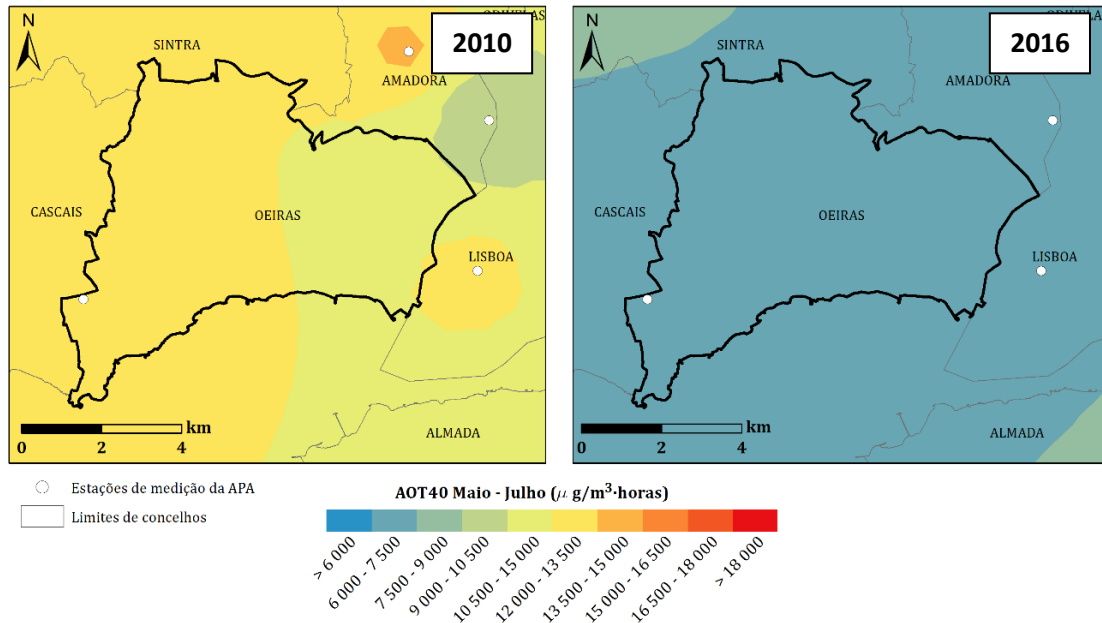 N
SINTRA
2010
AMADORA
CASCAIS
OEIRAS
LISBOA
km
0 2 4
ALMADA
N
2016
AMADORA
CASCAIS
OEIRAS
LISBOA
km
0 2 4
ALMADA
Estações de medição da APA
Limites de concelhos
AOT40 Maio - Julho (μ g/m³·horas)
> 6 000
6 000 - 7 500
7 500 - 9 000
9 000 - 10 500
10 500 - 15 000
12 000 - 13 500
13 500 - 15 000
15 000 - 16 500
16 500 - 18 000
> 18 000